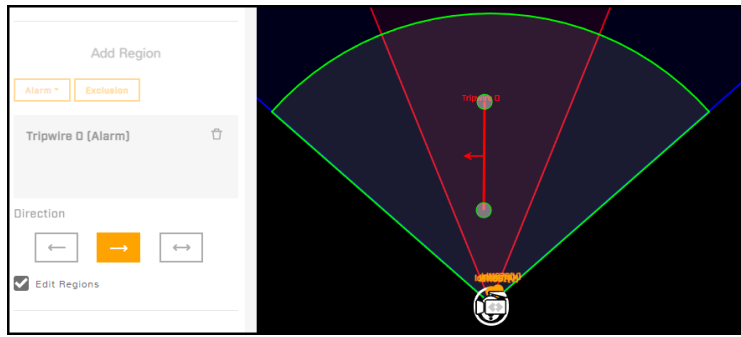 Add Region
Alarm
Exclusion
Tripwire 0 (Alarm)
Direction
Edit Regions
Tripwire 0